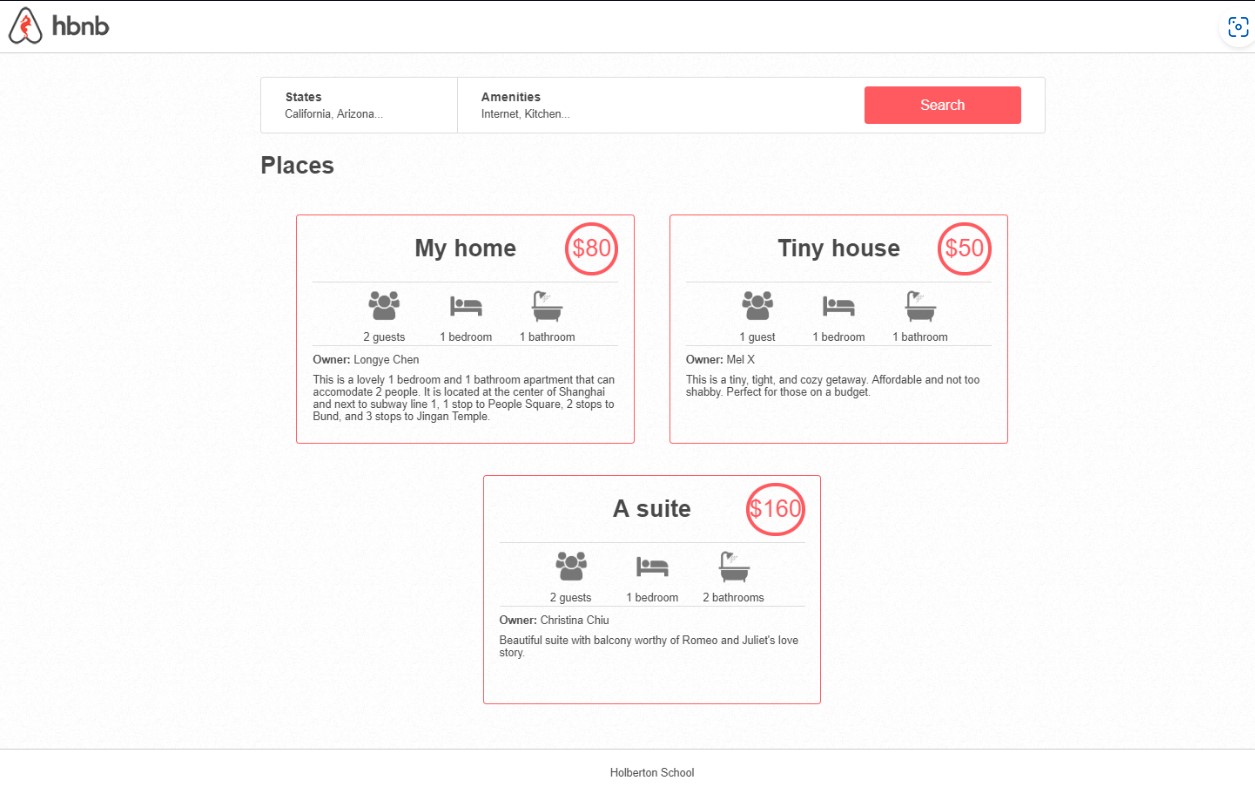 hbnb
States
California, Arizona...
Amenities
Internet, Kitchen...
Search
Places
My home
$80
2 guests
1 bedroom
1 bathroom
Owner: Longye Chen
This is a lovely 1 bedroom and 1 bathroom apartment that can
accomodate 2 people. It is located at the center of Shanghai
and next to subway line 1, 1 stop to People Square, 2 stops to
Bund, and 3 stops to Jingan Temple.
Tiny house
$50
1 guest
1 bedroom
1 bathroom
Owner: Mel X
This is a tiny, tight, and cozy getaway. Affordable and not too
shabby. Perfect for those on a budget.
A suite
$160
2 guests
1 bedroom
2 bathrooms
Owner: Christina Chiu
Beautiful suite with balcony worthy of Romeo and Juliet's love
story.
Holberton School